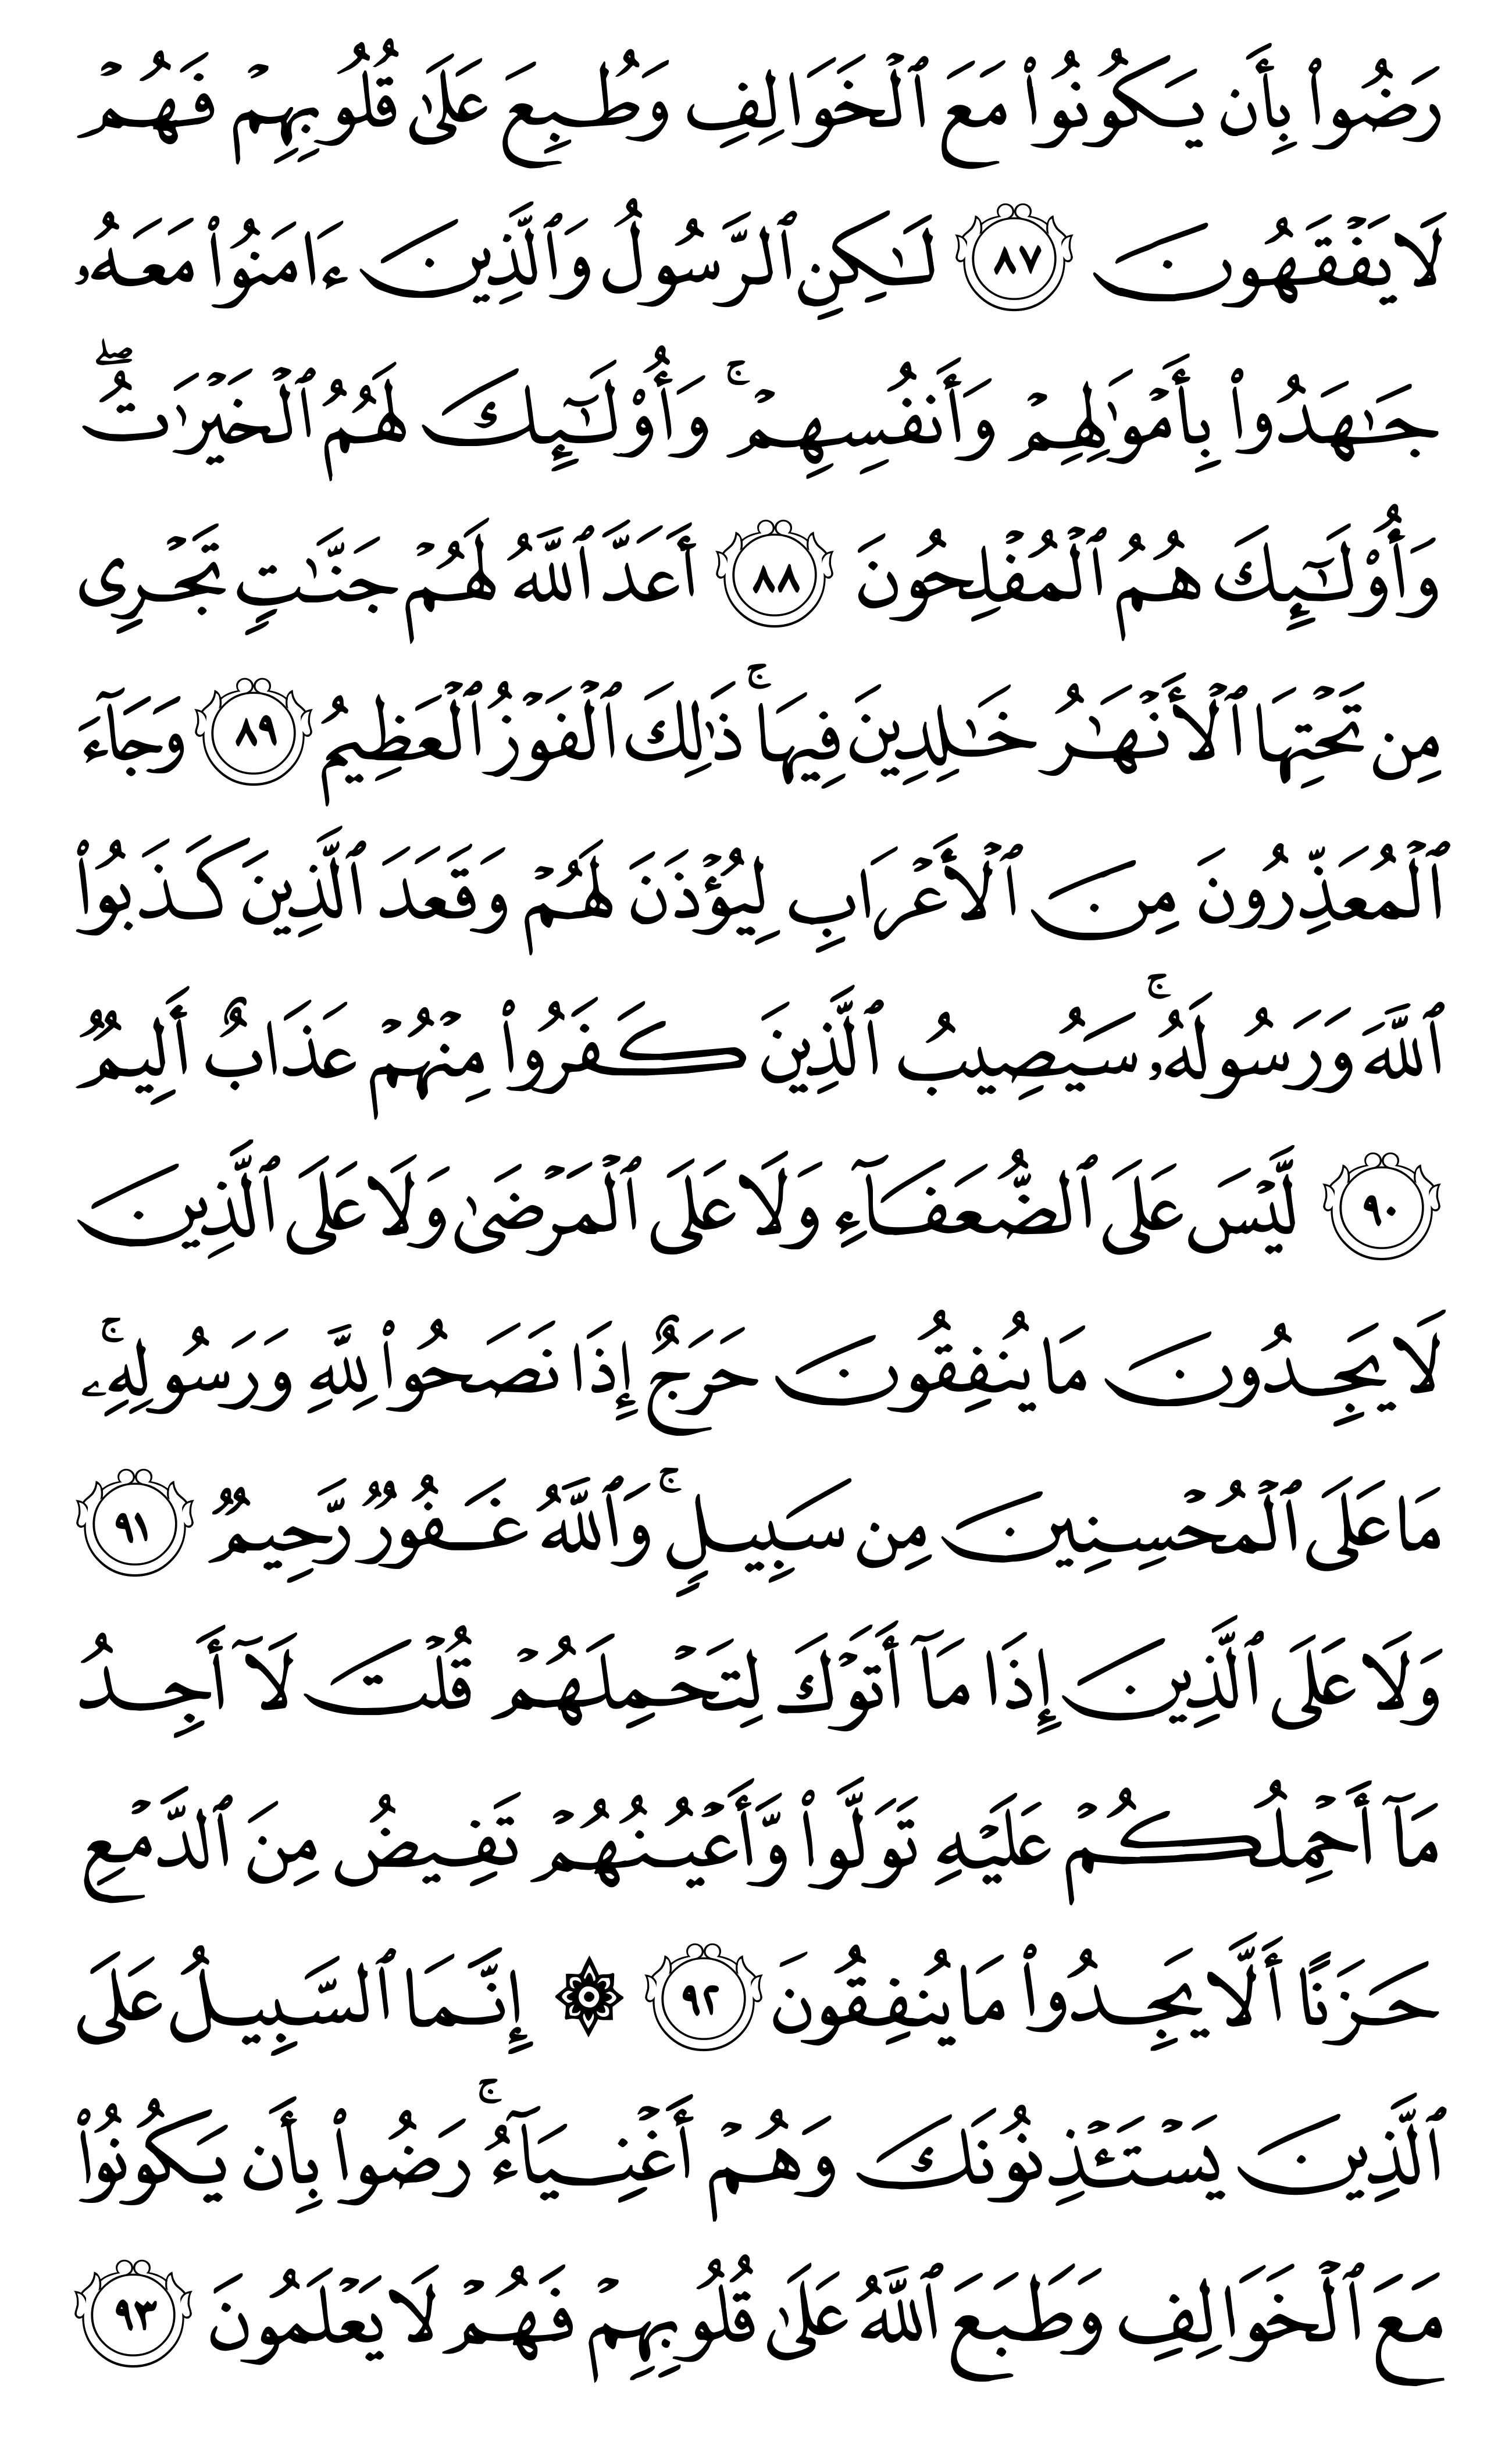 رَضُوا۟ بِأَن يَكُونُوا۟ مَعَ ٱلْخَوَالِفِ وَطُبِعَ عَلَىٰ قُلُوبِهِمْ فَهُمْ
لَا يَفْقَهُونَ ٨٧ لَـٰكِنِ ٱلرَّسُولُ وَٱلَّذِينَ ءَامَنُوا۟ مَعَهُۥ
جَـٰهَدُوا۟ بِأَمْوَٰلِهِمْ وَأَنفُسِهِمْ ۚ وَأُو۟لَـٰٓئِكَ لَهُمُ ٱلْخَيْرَٰتُ ۖ
وَأُو۟لَـٰٓئِكَ هُمُ ٱلْمُفْلِحُونَ ٨٨ أَعَدَّ ٱللَّهُ لَهُمْ جَنَّـٰتٍ تَجْرِى
مِن تَحْتِهَا ٱلْأَنْهَـٰرُ خَـٰلِدِينَ فِيهَا ۚ ذَٰلِكَ ٱلْفَوْزُ ٱلْعَظِيمُ ٨٩ وَجَآءَ
ٱلْمُعَذِّرُونَ مِنَ ٱلْأَعْرَابِ لِيُؤْذَنَ لَهُمْ وَقَعَدَ ٱلَّذِينَ كَذَبُوا۟
ٱللَّهَ وَرَسُولَهُۥ ۚ سَيُصِيبُ ٱلَّذِينَ كَفَرُوا۟ مِنْهُمْ عَذَابٌ أَلِيمٌ
٩٠ لَّيْسَ عَلَى ٱلضُّعَفَآءِ وَلَا عَلَى ٱلْمَرْضَىٰ وَلَا عَلَى ٱلَّذِينَ
لَا يَجِدُونَ مَا يُنفِقُونَ حَرَجٌ إِذَا نَصَحُوا۟ لِلَّهِ وَرَسُولِهِۦ ۚ
مَا عَلَى ٱلْمُحْسِنِينَ مِن سَبِيلٍ ۚ وَٱللَّهُ غَفُورٌ رَّحِيمٌ ٩١
وَلَا عَلَى ٱلَّذِينَ إِذَا مَآ أَتَوْكَ لِتَحْمِلَهُمْ قُلْتَ لَآ أَجِدُ
مَآ أَحْمِلُكُمْ عَلَيْهِ تَوَلَّوا۟ وَّأَعْيُنُهُمْ تَفِيضُ مِنَ ٱلدَّمْعِ
حَزَنًا أَلَّا يَجِدُوا۟ مَا يُنفِقُونَ ٩٢ ۞ إِنَّمَا ٱلسَّبِيلُ عَلَى
ٱلَّذِينَ يَسْتَـْٔذِنُونَكَ وَهُمْ أَغْنِيَآءُ ۚ رَضُوا۟ بِأَن يَكُونُوا۟
مَعَ ٱلْخَوَالِفِ وَطَبَعَ ٱللَّهُ عَلَىٰ قُلُوبِهِمْ فَهُمْ لَا يَعْلَمُونَ ٩٣